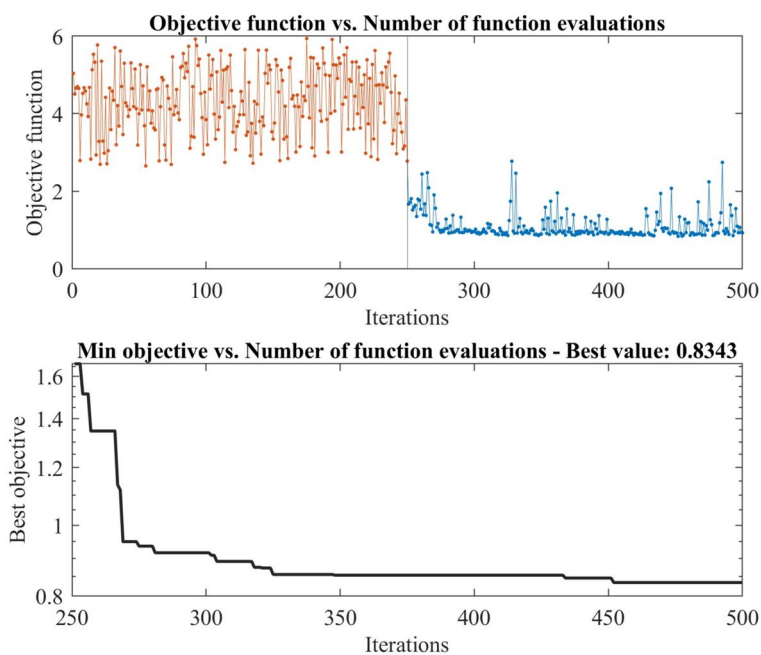 Objective function vs. Number of function evaluations
6
4
2
0
Objective function
0 100 200 300 400 500
Iterations
Min objective vs. Number of function evaluations - Best value: 0.8343
1.6
1.4
1.2
1
0.8
Best objective
250 300 350 400 450 500
Iterations